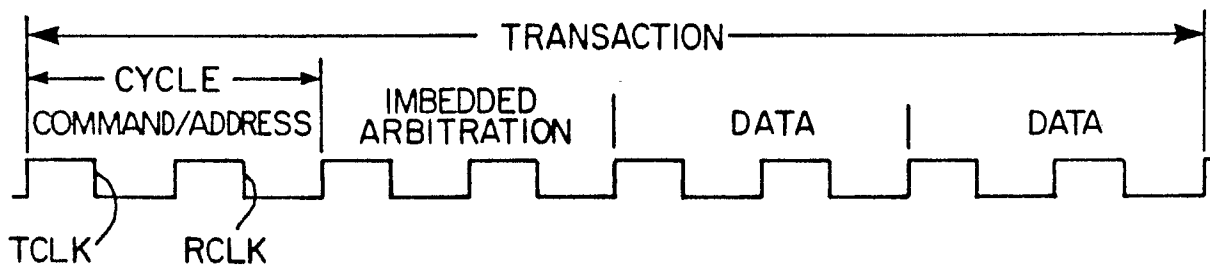 TRANSACTION
CYCLE
COMMAND/ADDRESS
IMBEDDED
ARBITRATION
DATA
DATA
TCLK
RCLK